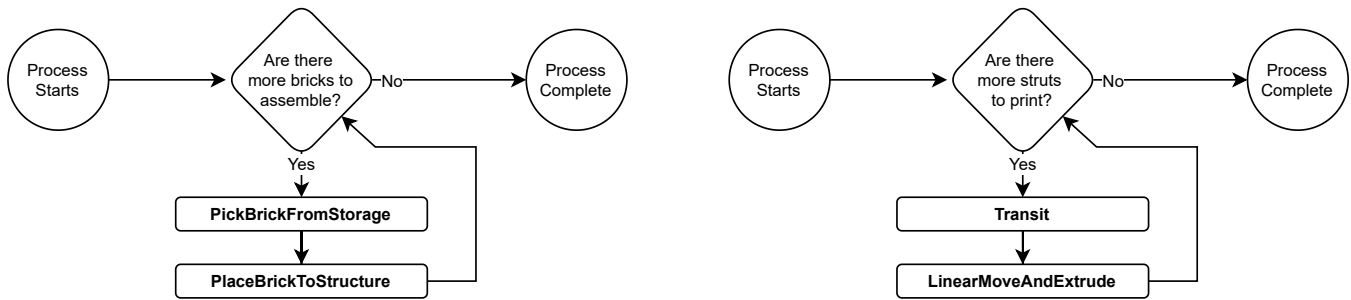 Process
Starts
Are there
more bricks to
assemble?
No
Process
Complete
Yes
PickBrickFromStorage
PlaceBrickToStructure
Process
Starts
Are there
more struts
to print?
No
Process
Complete
Yes
Transit
LinearMoveAndExtrude